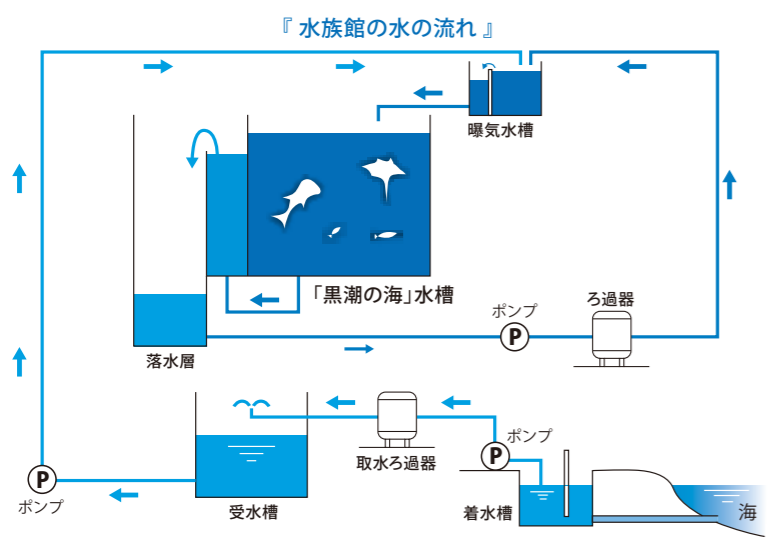 『 水族館の水の流れ 』
曝気水槽
「黒潮の海」水槽
ポンプ
P
ろ過器
落水層
ポンプ
P
取水ろ過器
P
ポンプ
受水槽
着水槽
海